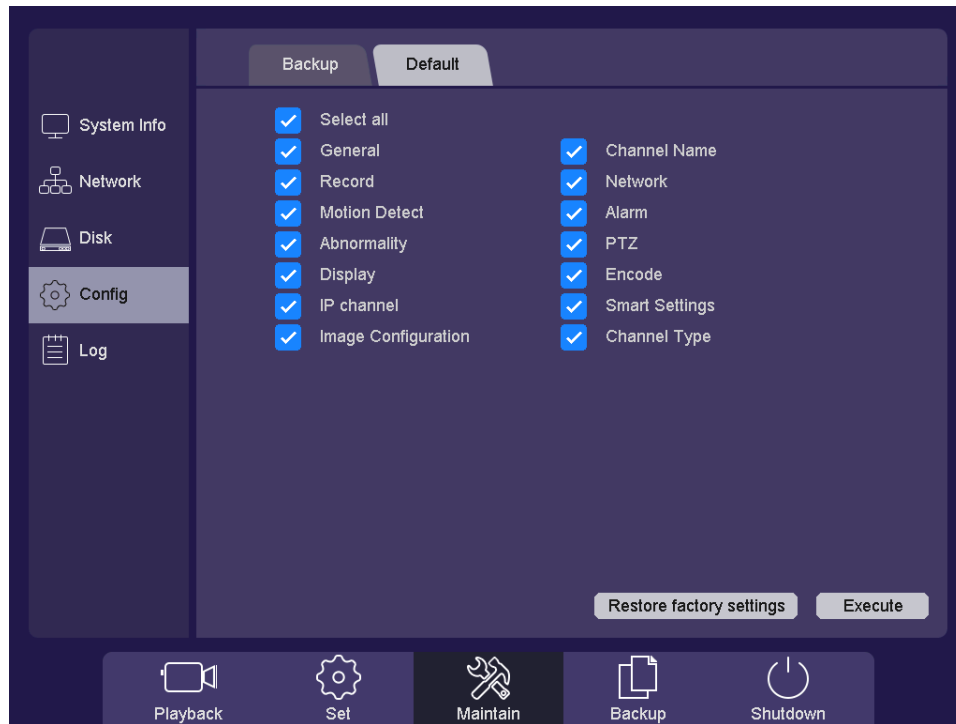 Backup Default
System Info
Network
Disk
Config
Log
Select all
General Channel Name
Record Network
Motion Detect Alarm
Abnormality PTZ
Display Encode
IP channel Smart Settings
Image Configuration Channel Type
Restore factory settings Execute
Playback Set Maintain Backup Shutdown